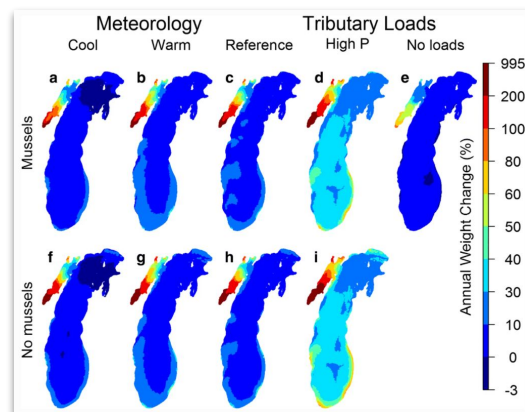 Meteorology Tributary Loads
Cool Warm Reference High P No loads
a b c d e
Mussels
f g h i
No mussels
995
200
100
80
60
50
40
30
10
0
-3
Annual Weight Change (%)